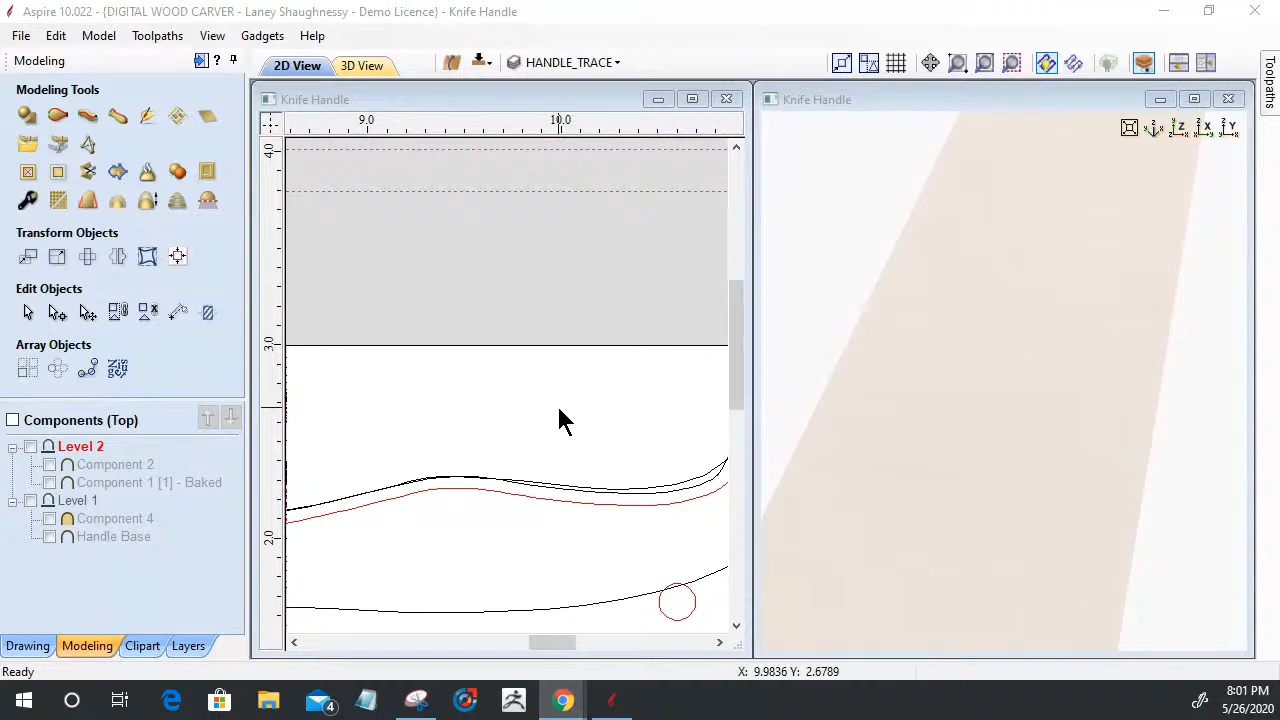 Aspire 10.022 - {DIGITAL WOOD CARVER - Laney Shaughnessy - Demo Licence} - Knife Handle
File Edit Model Toolpaths View Gadgets Help
Modeling
2D View 3D View HANDLE_TRACE
Toolpaths
Modeling Tools
Knife Handle
Knife Handle
9.0 10.0
4.0
3.0
2.0
Z X Y
Transform Objects
Edit Objects
Array Objects
Components (Top)
Level 2
Component 2
Component 1 [1] - Baked
Level 1
Component 4
Handle Base
Drawing Modeling Clipart Layers
Ready
X: 9.9836 Y: 2.6789
4
8:01 PM
5/26/2020